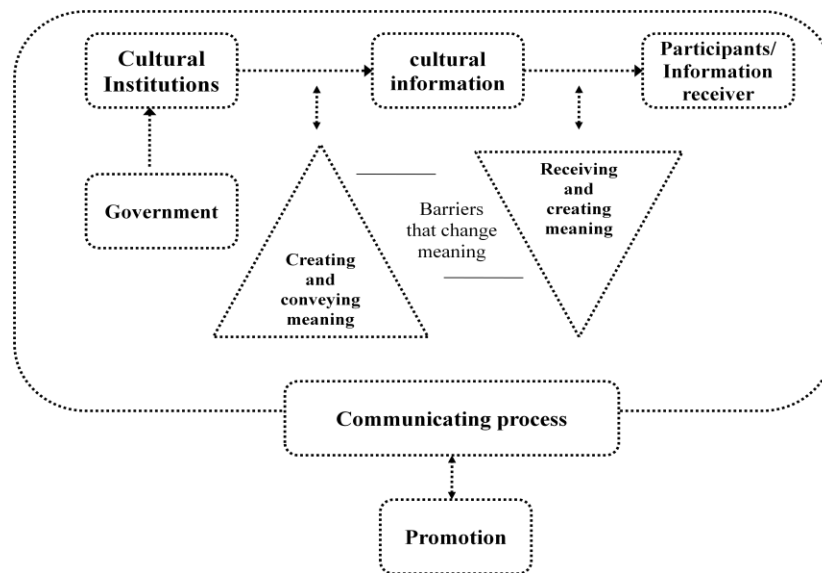 Cultural
Institutions
cultural
information
Participants/
Information
receiver
Government
Creating
and
conveying
meaning
Barriers
that change
meaning
Receiving
and
creating
meaning
Communicating process
Promotion